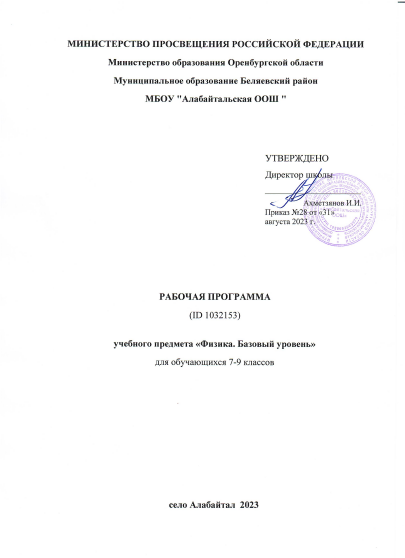 МИНИСТЕРСТВО ПРОСВЕЩЕНИЯ РОССИЙСКОЙ ФЕДЕРАЦИИ
Министерство образования Оренбургской области
Муниципальное образование Беляевский район
МБОУ "Алабайтальская ООШ "
УТВЕРЖДЕНО
Директор школы
Ахметзянов И.И.
Приказ №28 от «31»
августа 2023 г.
РАБОЧАЯ ПРОГРАММА
(ID 1032153)
учебного предмета «Физика. Базовый уровень»
для обучающихся 7-9 классов
село Алабайтал 2023